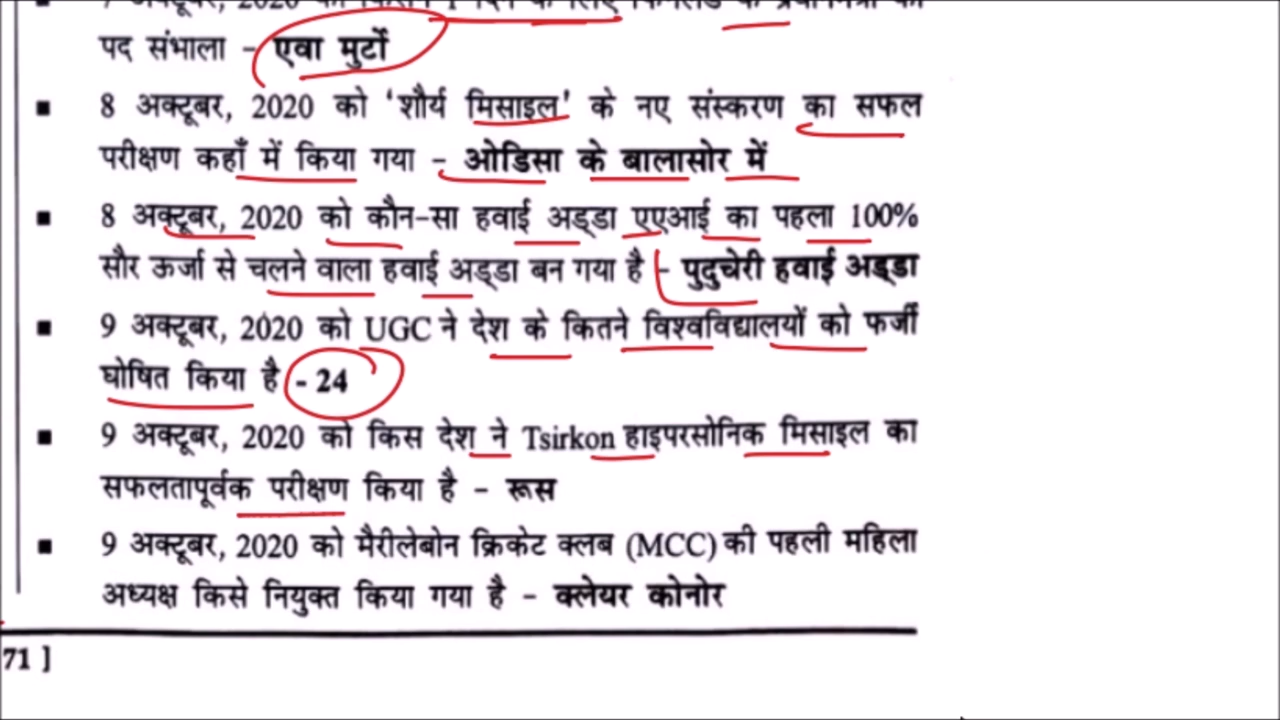 पद संभाला - एवा मुर्टो
■ 8 अक्टूबर, 2020 को ‘शौर्य मिसाइल’ के नए संस्करण का सफल
परीक्षण कहाँ में किया गया - ओडिसा के बालासोर में
■ 8 अक्टूबर, 2020 को कौन-सा हवाई अड्डा एएआई का पहला 100%
सौर ऊर्जा से चलने वाला हवाई अड्डा बन गया है - पुदुचेरी हवाई अड्डा
■ 9 अक्टूबर, 2020 को UGC ने देश के कितने विश्वविद्यालयों को फर्जी
घोषित किया है - 24
■ 9 अक्टूबर, 2020 को किस देश ने Tsirkon हाइपरसोनिक मिसाइल का
सफलतापूर्वक परीक्षण किया है - रूस
■ 9 अक्टूबर, 2020 को मैरीलेबोन क्रिकेट क्लब (MCC) की पहली महिला
अध्यक्ष किसे नियुक्त किया गया है - क्लेयर कोनोर
71 ]